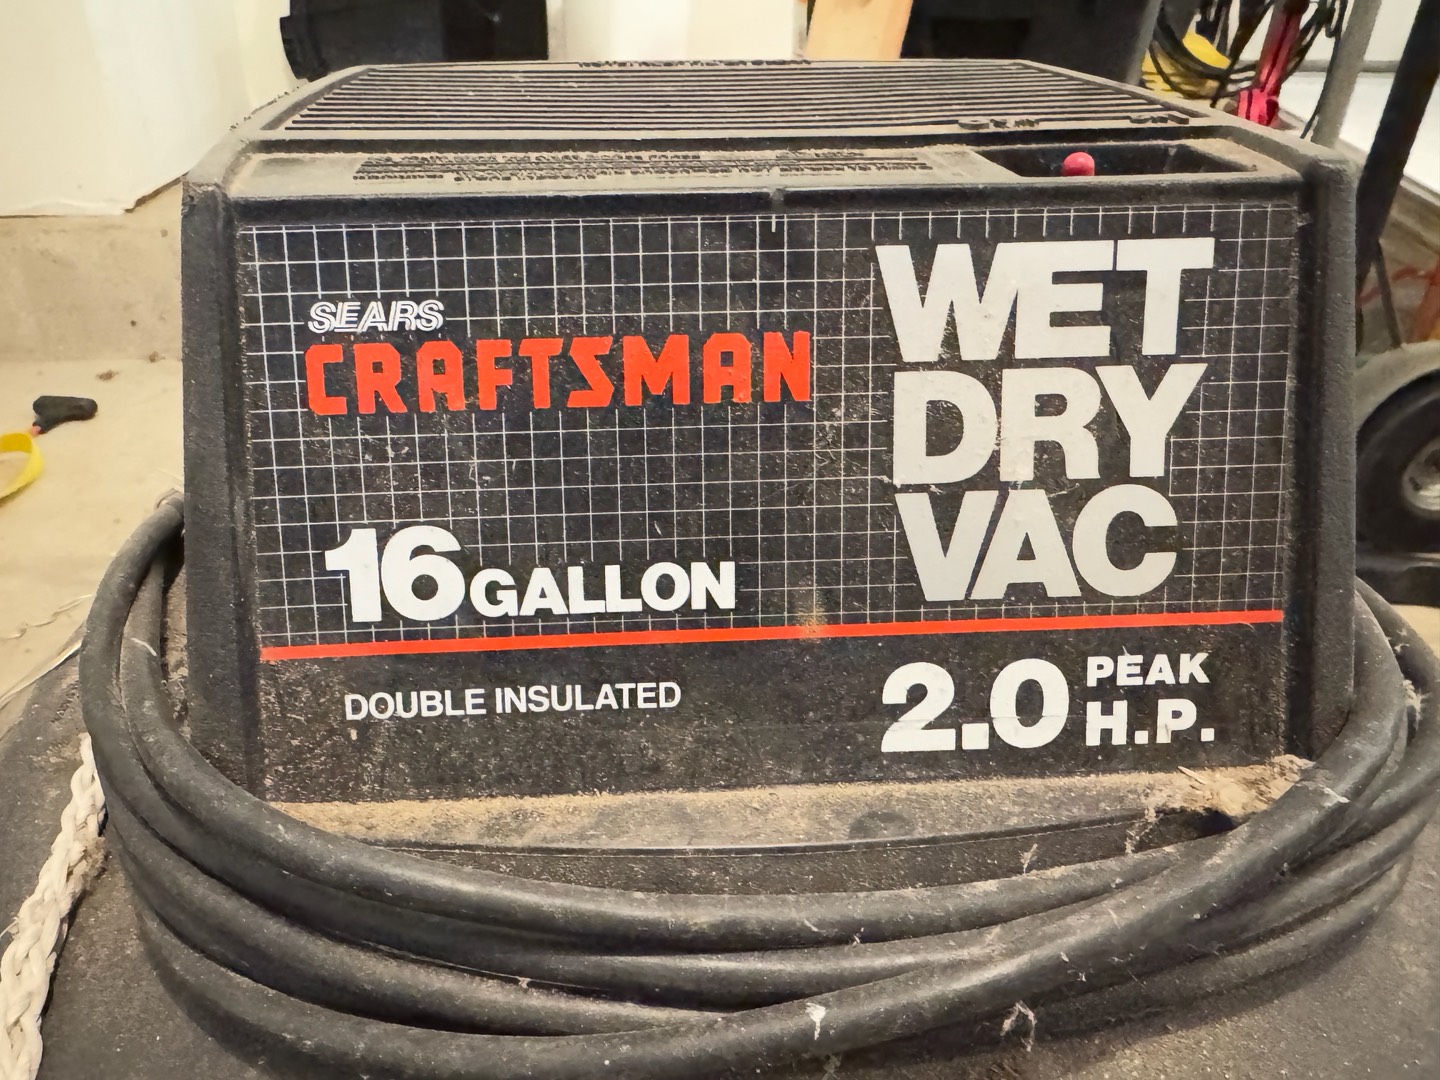 SEARS
CRAFTSMAN
WET
DRY
VAC
16 GALLON
DOUBLE INSULATED
2.0 PEAK
H.P.